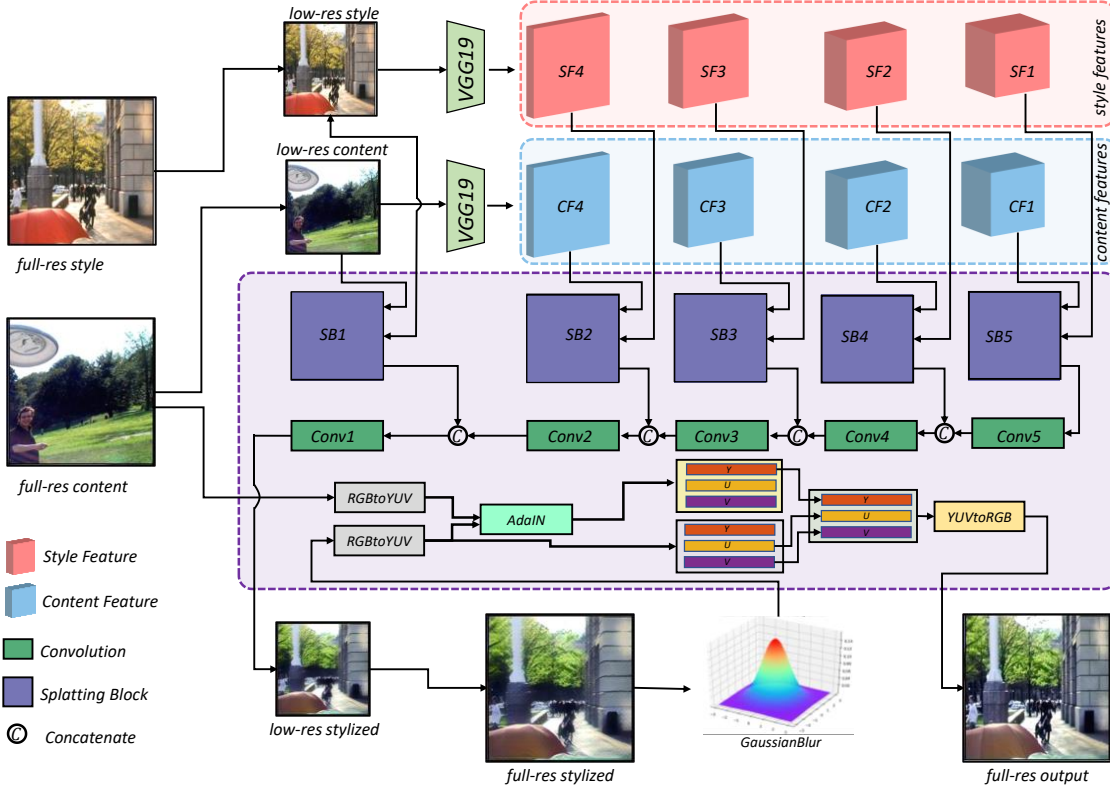 low-res style
VGG19
SF4
SF3
SF2
SF1
style features
full-res style
low-res content
VGG19
CF4
CF3
CF2
CF1
content features
SB1
SB2
SB3
SB4
SB5
full-res content
Conv1
C
Conv2
C
Conv3
C
Conv4
C
Conv5
RGBtoYUV
AdaIN
RGBtoYUV
Y
U
V
Y
U
V
Y
U
V
YUVtoRGB
Style Feature
Content Feature
Convolution
Splatting Block
C Concatenate
low-res stylized
full-res stylized
GaussianBlur
full-res output